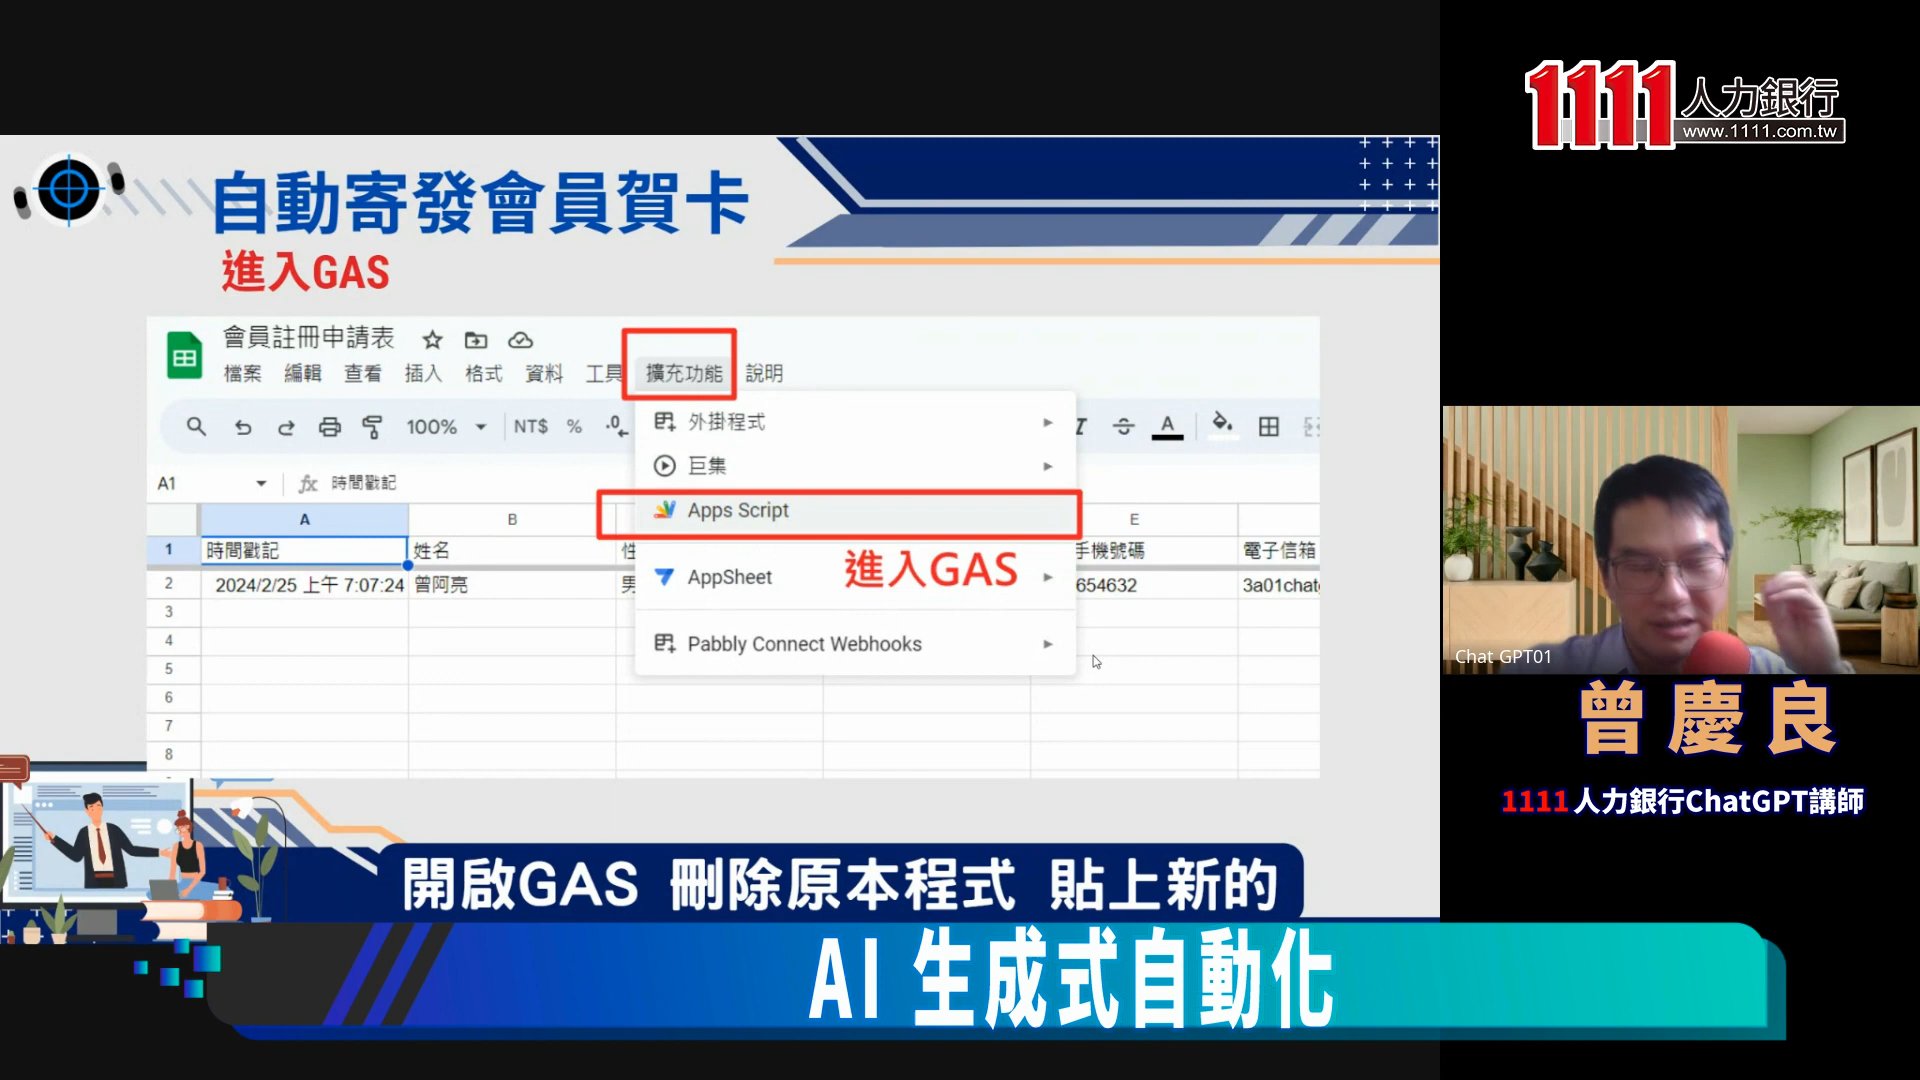 1111人力銀行
www.1111.com.tw
自動寄發會員賀卡
進入GAS
會員註冊申請表
檔案 編輯 查看 插入 格式 資料 工具 擴充功能 說明
100% NT$ % .0 A
外掛程式
巨集
Apps Script
進入GAS
AppSheet
Pabbly Connect Webhooks
A1 fx 時間戳記
A B E
1 時間戳記 姓名 性 手機號碼 電子信箱
2 2024/2/25 上午 7:07:24 曾阿亮 男 654632 3a01chat
3
4
5
6
7
8
Chat GPT01
曾慶良
1111人力銀行ChatGPT講師
開啟GAS 刪除原本程式 貼上新的
AI 生成式自動化